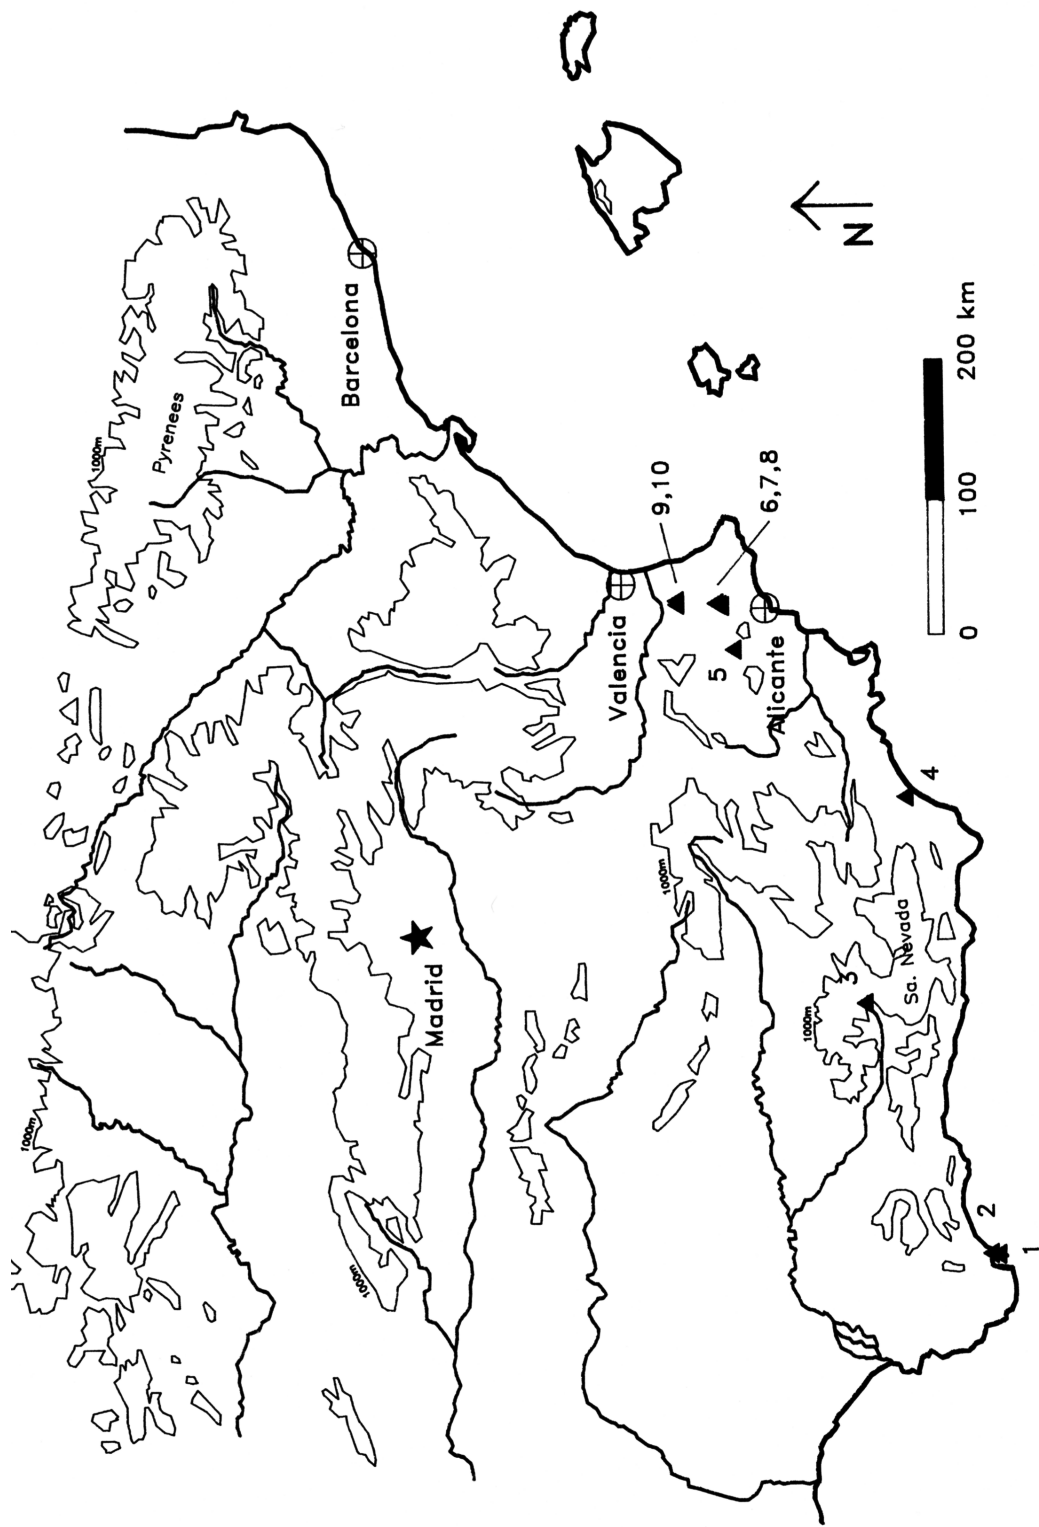 1000m
Pyrenees
Barcelona
1000m
Madrid
1000m
Valencia
9,10
6,7,8
5
Alicante
1000m
1000m
3
Sa. Nevada
4
2
1
N
0
100
200 km